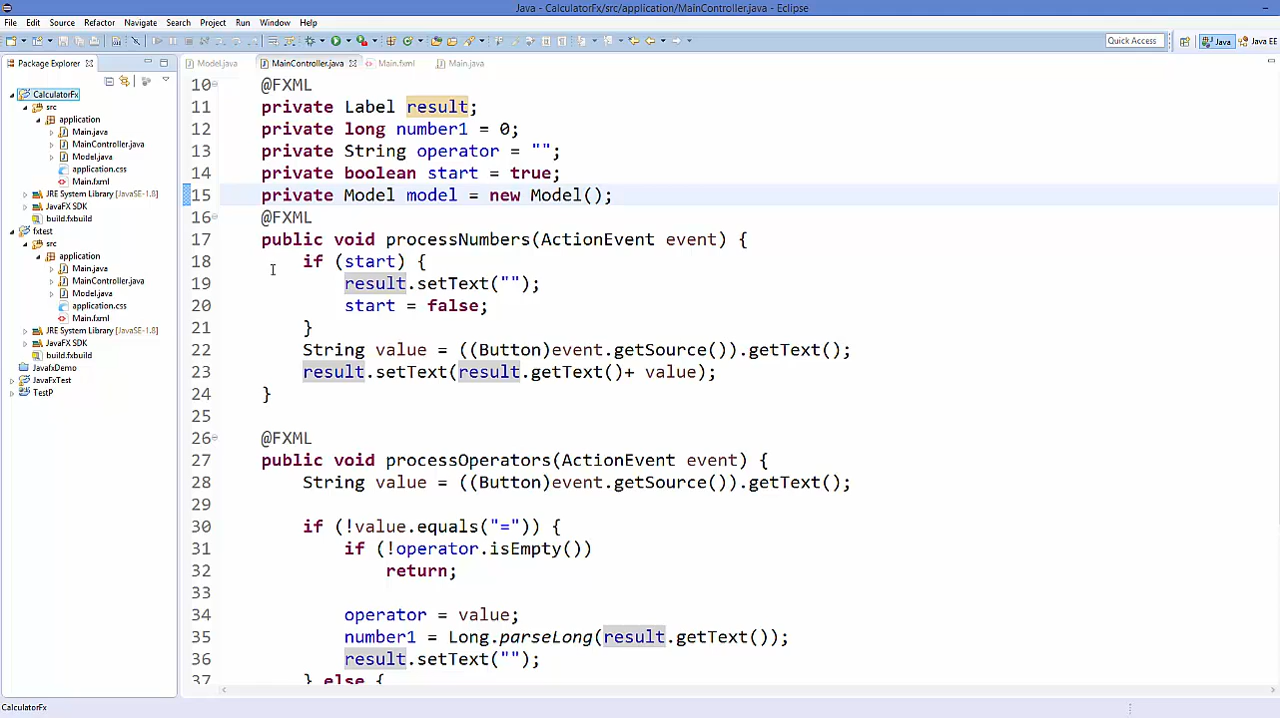 Java - CalculatorFx/src/application/MainController.java - Eclipse
File Edit Source Refactor Navigate Search Project Run Window Help
Quick Access Java Java EE
Package Explorer
CalculatorFx
src
application
Main.java
MainController.java
Model.java
application.css
Main.fxml
JRE System Library [JavaSE-1.8]
JavaFX SDK
build.fxbuild
fxtest
src
application
Main.java
MainController.java
Model.java
application.css
Main.fxml
JRE System Library [JavaSE-1.8]
JavaFX SDK
build.fxbuild
JavafxDemo
JavaFxTest
TestP
Model.java MainController.java Main.fxml Main.java
10 @FXML
11 private Label result;
12 private long number1 = 0;
13 private String operator = "";
14 private boolean start = true;
15 private Model model = new Model();
16 @FXML
17 public void processNumbers(ActionEvent event) {
18 if (start) {
19 result.setText("");
20 start = false;
21 }
22 String value = ((Button)event.getSource()).getText();
23 result.setText(result.getText()+ value);
24 }
25
26 @FXML
27 public void processOperators(ActionEvent event) {
28 String value = ((Button)event.getSource()).getText();
29
30 if (!value.equals("=")) {
31 if (!operator.isEmpty())
32 return;
33
34 operator = value;
35 number1 = Long.parseLong(result.getText());
36 result.setText("");
37 } else {
CalculatorFx